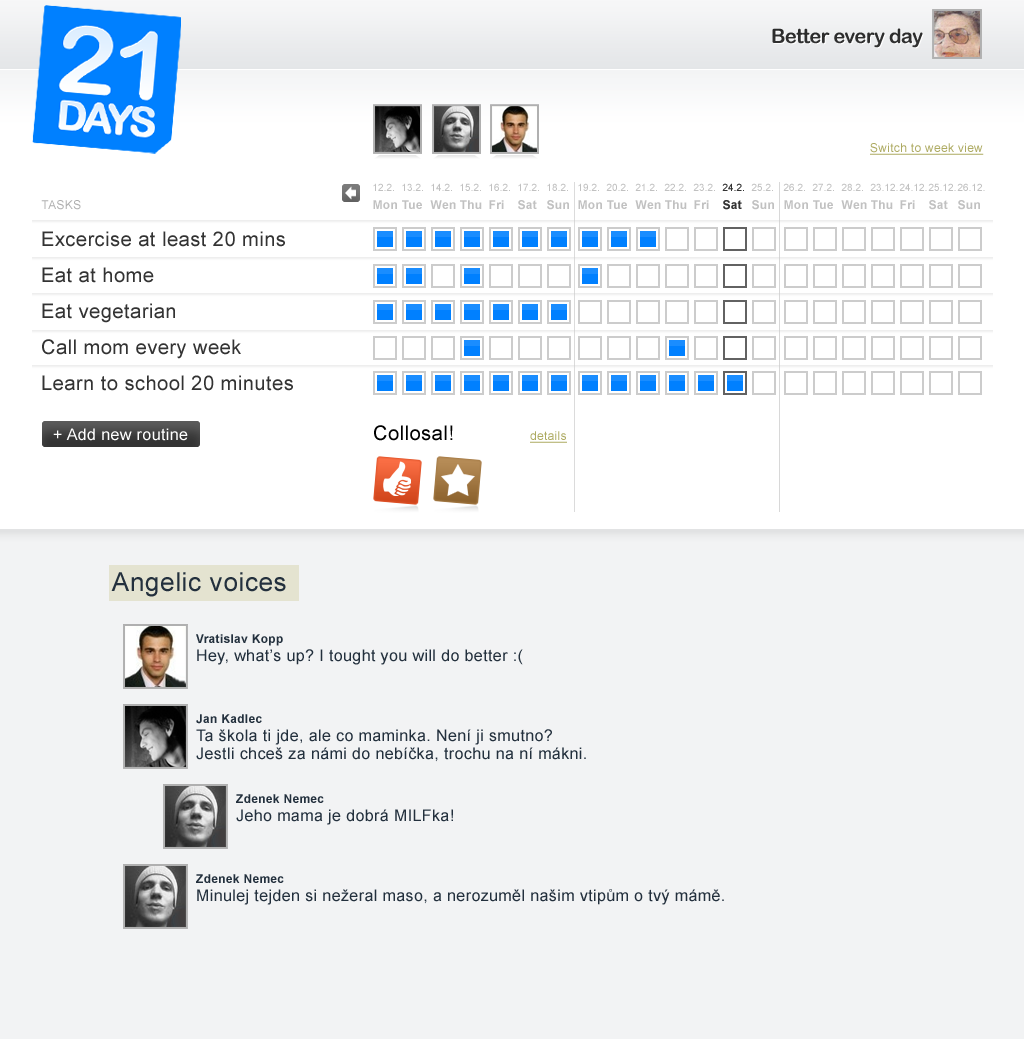 21
DAYS
Better every day
Switch to week view
12.2. 13.2. 14.2. 15.2. 16.2. 17.2. 18.2. 19.2. 20.2. 21.2. 22.2. 23.2. 24.2. 25.2. 26.2. 27.2. 28.2. 23.12. 24.12. 25.12. 26.12.
TASKS Mon Tue Wen Thu Fri Sat Sun Mon Tue Wen Thu Fri Sat Sun Mon Tue Wen Thu Fri Sat Sun
Excercise at least 20 mins
Eat at home
Eat vegetarian
Call mom every week
Learn to school 20 minutes
+ Add new routine
Collosal! details
Angelic voices
Vratislav Kopp
Hey, what's up? I tought you will do better :(
Jan Kadlec
Ta škola ti jde, ale co maminka. Není ji smutno?
Jestli chceš za námi do nebíčka, trochu na ní mákni.
Zdenek Nemec
Jeho mama je dobrá MILFka!
Zdenek Nemec
Minulej tejden si nežeral maso, a nerozuměl našim vtipům o tvý mámě.